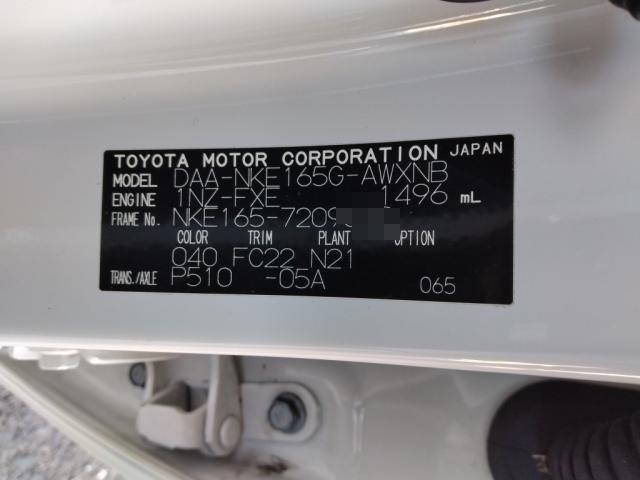 TOYOTA MOTOR CORPORATION JAPAN
MODEL DAA-NKE165G-AWXNB
ENGINE 1NZ-FXE 1496 mL
FRAME No. NKE165-7209
COLOR TRIM PLANT OPTION
040 FC22 N21
TRANS./AXLE P510 -05A 065